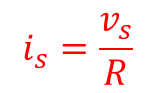 i_s = v_s / R